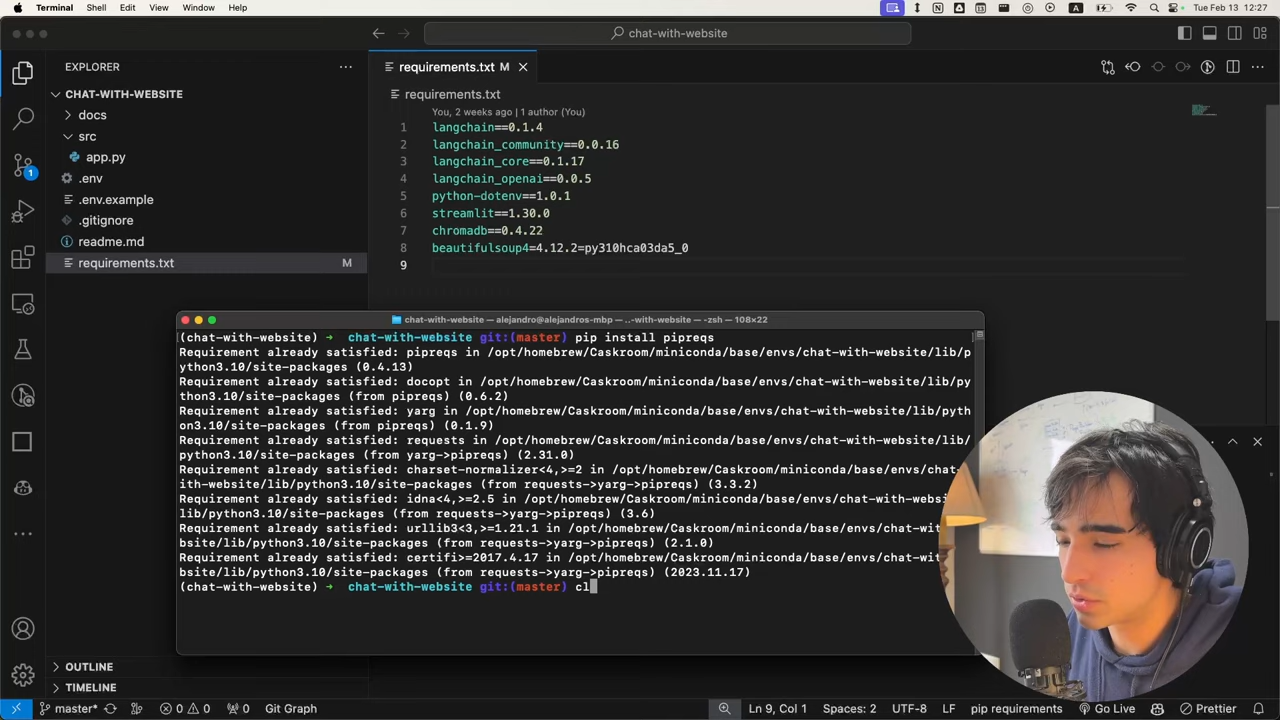 Terminal Shell Edit View Window Help
Tue Feb 13 12:27
chat-with-website
EXPLORER
CHAT-WITH-WEBSITE
docs
src
app.py
.env
.env.example
.gitignore
readme.md
requirements.txt M
OUTLINE
TIMELINE
requirements.txt M
requirements.txt
You, 2 weeks ago | 1 author (You)
1 langchain==0.1.4
2 langchain_community==0.0.16
3 langchain_core==0.1.17
4 langchain_openai==0.0.5
5 python-dotenv==1.0.1
6 streamlit==1.30.0
7 chromadb==0.4.22
8 beautifulsoup4=4.12.2=py310hca03da5_0
9
chat-with-website — alejandro@alejandros-mbp — ..-with-website — -zsh — 108×22
(chat-with-website) → chat-with-website git:(master) pip install pipreqs
Requirement already satisfied: pipreqs in /opt/homebrew/Caskroom/miniconda/base/envs/chat-with-website/lib/p
ython3.10/site-packages (0.4.13)
Requirement already satisfied: docopt in /opt/homebrew/Caskroom/miniconda/base/envs/chat-with-website/lib/py
thon3.10/site-packages (from pipreqs) (0.6.2)
Requirement already satisfied: yarg in /opt/homebrew/Caskroom/miniconda/base/envs/chat-with-website/lib/pyth
on3.10/site-packages (from pipreqs) (0.1.9)
Requirement already satisfied: requests in /opt/homebrew/Caskroom/miniconda/base/envs/chat-with-website/lib/
python3.10/site-packages (from yarg->pipreqs) (2.31.0)
Requirement already satisfied: charset-normalizer<4,>=2 in /opt/homebrew/Caskroom/miniconda/base/envs/chat-w
ith-website/lib/python3.10/site-packages (from requests->yarg->pipreqs) (3.3.2)
Requirement already satisfied: idna<4,>=2.5 in /opt/homebrew/Caskroom/miniconda/base/envs/chat-with-website/
lib/python3.10/site-packages (from requests->yarg->pipreqs) (3.6)
Requirement already satisfied: urllib3<3,>=1.21.1 in /opt/homebrew/Caskroom/miniconda/base/envs/chat-with-we
bsite/lib/python3.10/site-packages (from requests->yarg->pipreqs) (2.1.0)
Requirement already satisfied: certifi>=2017.4.17 in /opt/homebrew/Caskroom/miniconda/base/envs/chat-wit
bsite/lib/python3.10/site-packages (from requests->yarg->pipreqs) (2023.11.17)
(chat-with-website) → chat-with-website git:(master) cl
master* 0 0 0 Git Graph
Ln 9, Col 1 Spaces: 2 UTF-8 LF pip requirements Go Live Prettier